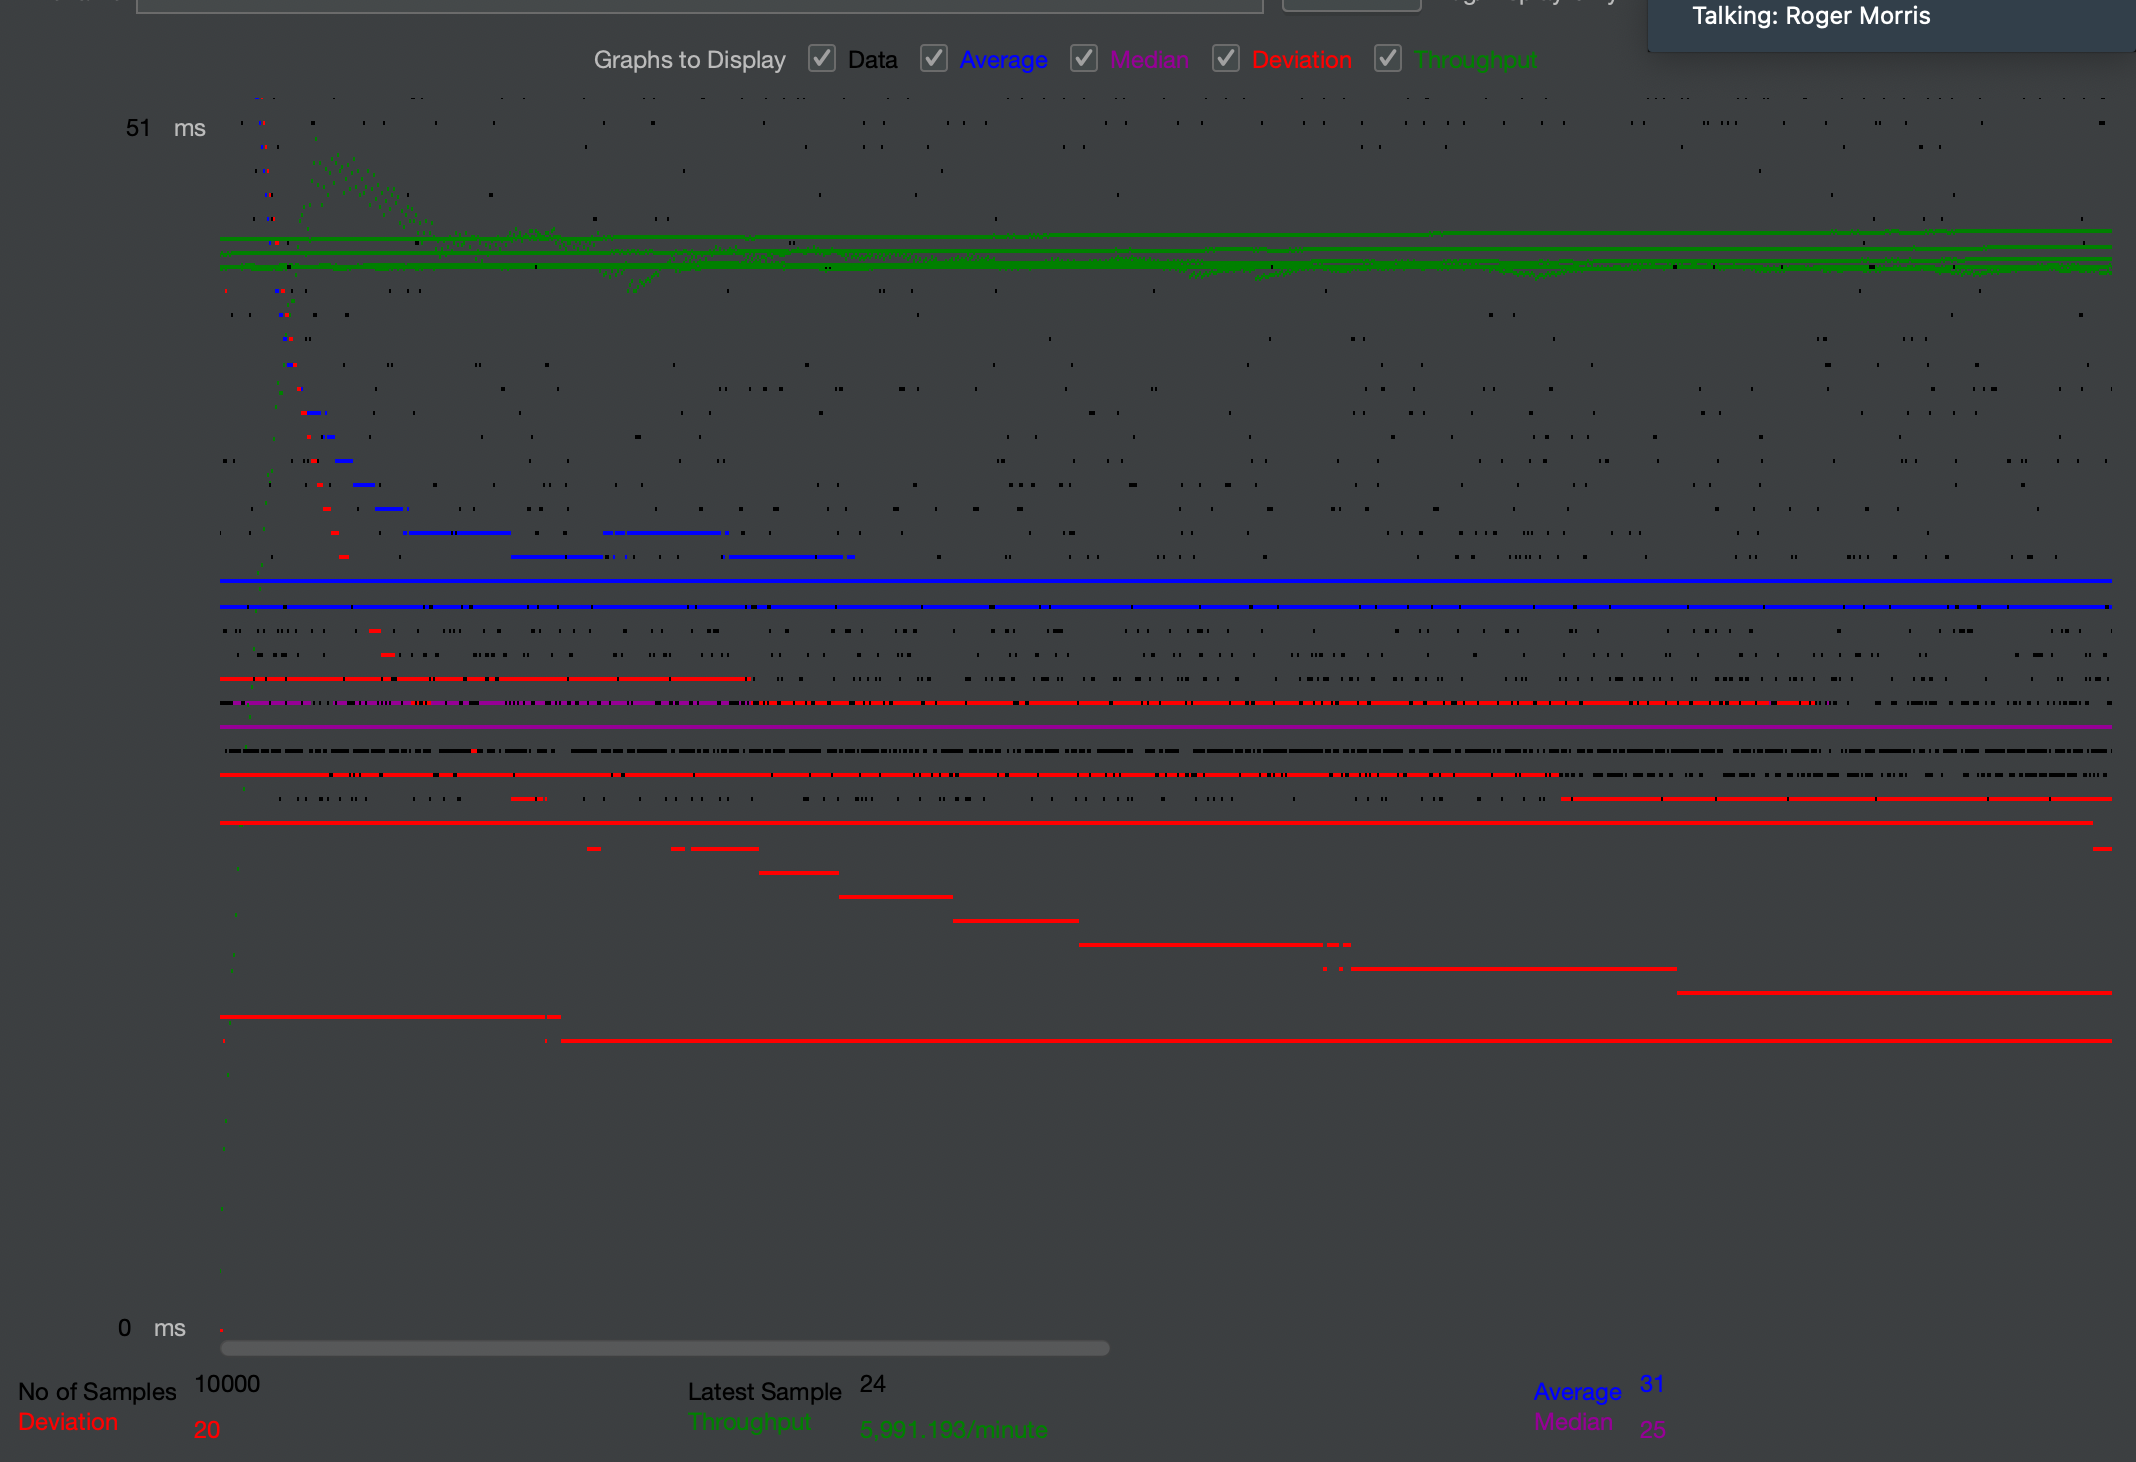 Talking: Roger Morris
Graphs to Display Data Average Median Deviation Throughput
51 ms
0 ms
No of Samples 10000 Latest Sample 24 Average 31
Deviation 20 Throughput 5,991.193/minute Median 25